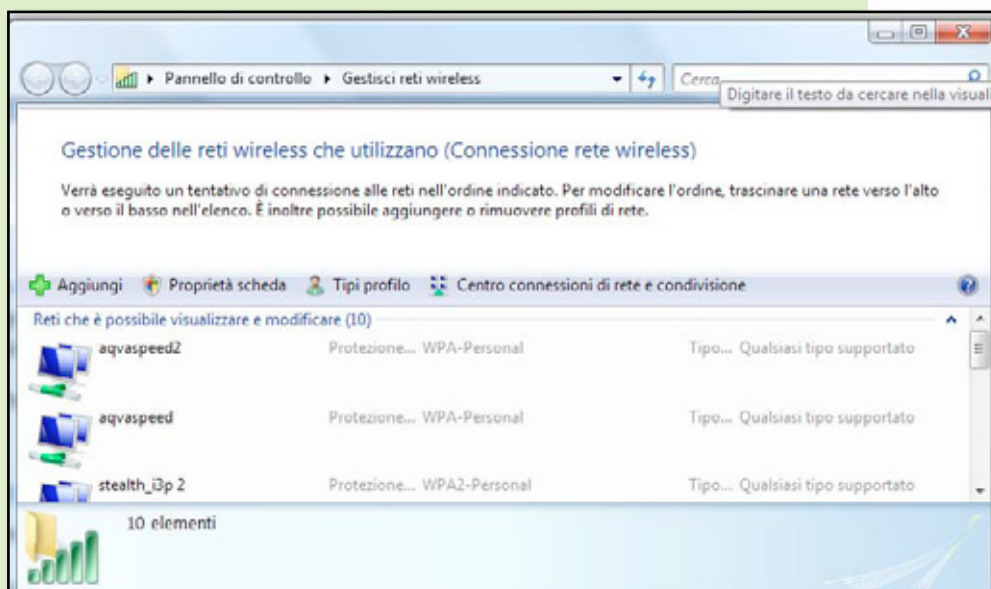 Pannello di controllo ▸ Gestisci reti wireless
Cerca
Digitare il testo da cercare nella visuali
Gestione delle reti wireless che utilizzano (Connessione rete wireless)
Verrà eseguito un tentativo di connessione alle reti nell'ordine indicato. Per modificare l'ordine, trascinare una rete verso l'alto
o verso il basso nell'elenco. È inoltre possibile aggiungere o rimuovere profili di rete.
Aggiungi Proprietà scheda Tipi profilo Centro connessioni di rete e condivisione
Reti che è possibile visualizzare e modificare (10)
aqvaspeed2 Protezione... WPA-Personal Tipo... Qualsiasi tipo supportato
aqvaspeed Protezione... WPA-Personal Tipo... Qualsiasi tipo supportato
stealth_i3p 2 Protezione... WPA2-Personal Tipo... Qualsiasi tipo supportato
10 elementi